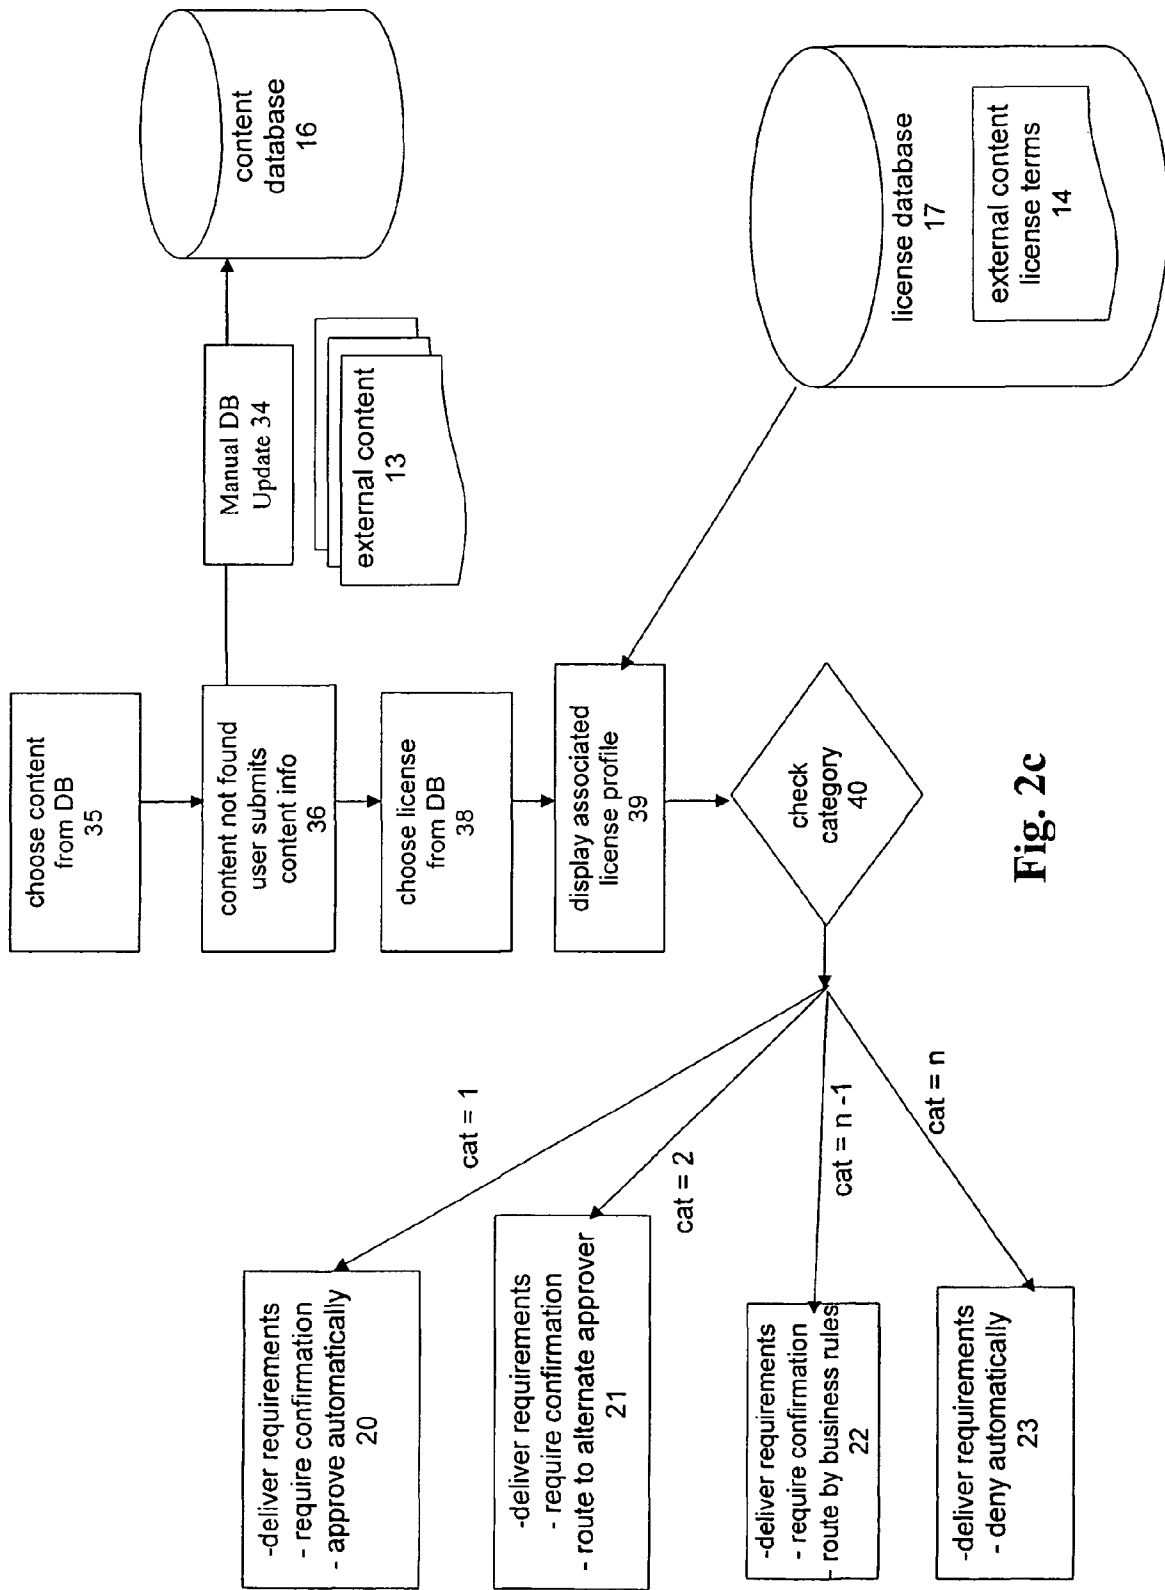 choose content
from DB
35
content not found
user submits
content info
36
Manual DB
Update 34
content
database
16
external content
13
choose license
from DB
38
display associated
license profile
39
license database
17
external content
license terms
14
check
category
40
cat = 1
cat = 2
cat = n -1
cat = n
-deliver requirements
- require confirmation
- approve automatically
20
-deliver requirements
- require confirmation
- route to alternate approver
21
-deliver requirements
- require confirmation
- route by business rules
22
-deliver requirements
- deny automatically
23
Fig. 2c